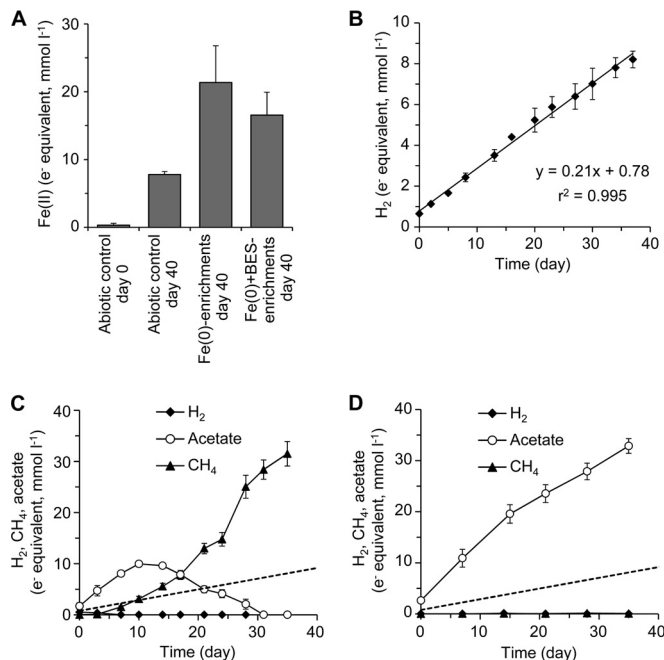 A
Fe(II) (e- equivalent, mmol l-1)
30
20
10
0
Abiotic control
day 0
Abiotic control
day 40
Fe(0)-enrichments
day 40
Fe(0)+BES-
enrichments
day 40
B
H2 (e- equivalent, mmol l-1)
10
8
6
4
2
0
y = 0.21x + 0.78
r2 = 0.995
0 10 20 30 40
Time (day)
C
H2, CH4, acetate
(e- equivalent, mmol l-1)
40
30
20
10
0
H2
Acetate
CH4
0 10 20 30 40
Time (day)
D
H2, CH4, acetate
(e- equivalent, mmol l-1)
40
30
20
10
0
H2
Acetate
CH4
0 10 20 30 40
Time (day)